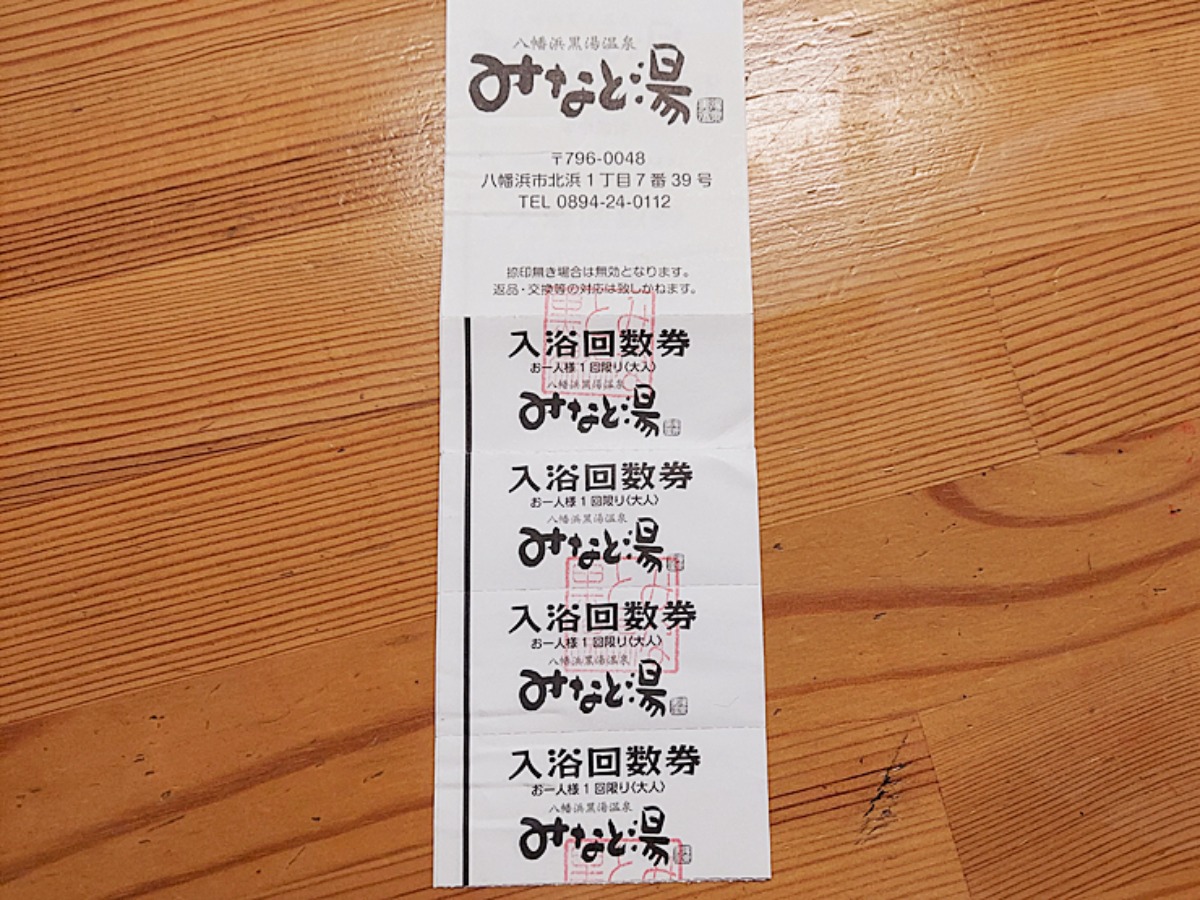 八幡浜黒湯温泉
みなと湯
〒796-0048
八幡浜市北浜1丁目7番39号
TEL 0894-24-0112
捺印無き場合は無効となります。
返品・交換等の対応は致しかねます。
入浴回数券
お一人様1回限り〈大人〉
八幡浜黒湯温泉
みなと湯
入浴回数券
お一人様1回限り〈大人〉
八幡浜黒湯温泉
みなと湯
入浴回数券
お一人様1回限り〈大人〉
八幡浜黒湯温泉
みなと湯
入浴回数券
お一人様1回限り〈大人〉
八幡浜黒湯温泉
みなと湯